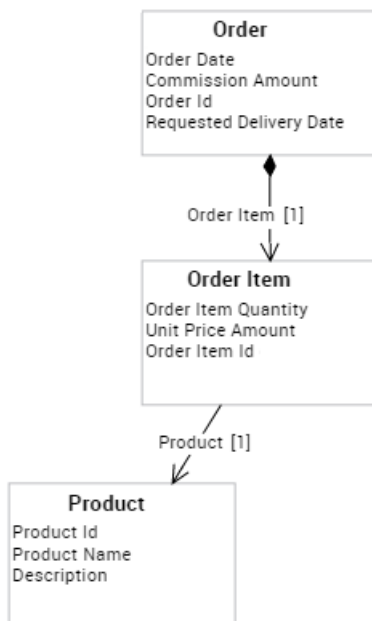 Order
Order Date
Commission Amount
Order Id
Requested Delivery Date
Order Item [1]
Order Item
Order Item Quantity
Unit Price Amount
Order Item Id
Product [1]
Product
Product Id
Product Name
Description